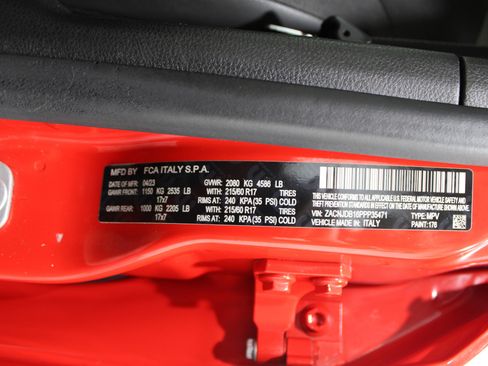 MFD BY FCA ITALY S.P.A.
DATE OF MFR: 04/23 GVWR: 2080 KG 4586 LB
GAWR FRONT: 1150 KG 2535 LB WITH: 215/60 R17 TIRES
17x7 RIMS AT: 240 KPA(35 PSI) COLD
GAWR REAR: 1000 KG 2205 LB WITH: 215/60 R17 TIRES
17x7 RIMS AT: 240 KPA(35 PSI) COLD
THIS VEHICLE CONFORMS TO ALL APPLICABLE
U.S.A. FEDERAL MOTOR VEHICLE SAFETY AND
THEFT PREVENTION STANDARDS IN EFFECT ON THE
DATE OF MANUFACTURE SHOWN ABOVE.
VIN: ZACNJDB16PPP35471 TYPE: MPV
VEHICLE MADE IN: ITALY PAINT: 176